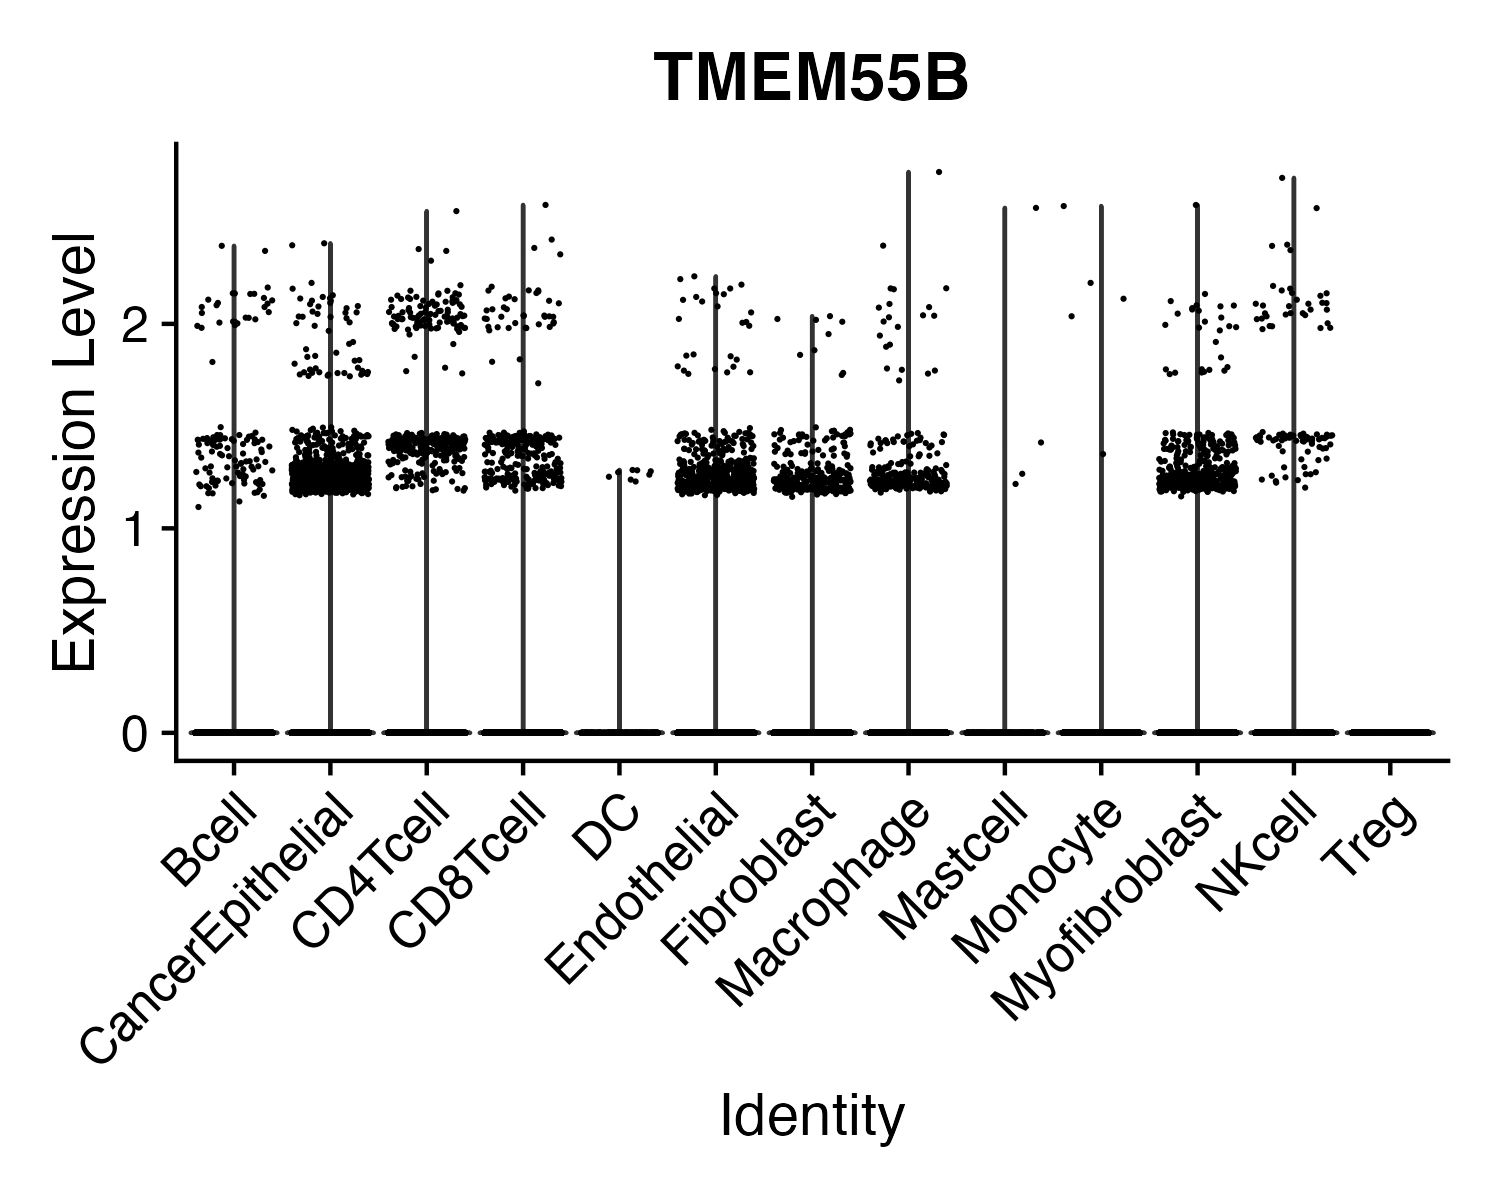 TMEM55B
Expression Level
2
1
0
Bcell
CancerEpithelial
CD4Tcell
CD8Tcell
DC
Endothelial
Fibroblast
Macrophage
Mastcell
Monocyte
Myofibroblast
NKcell
Treg
Identity